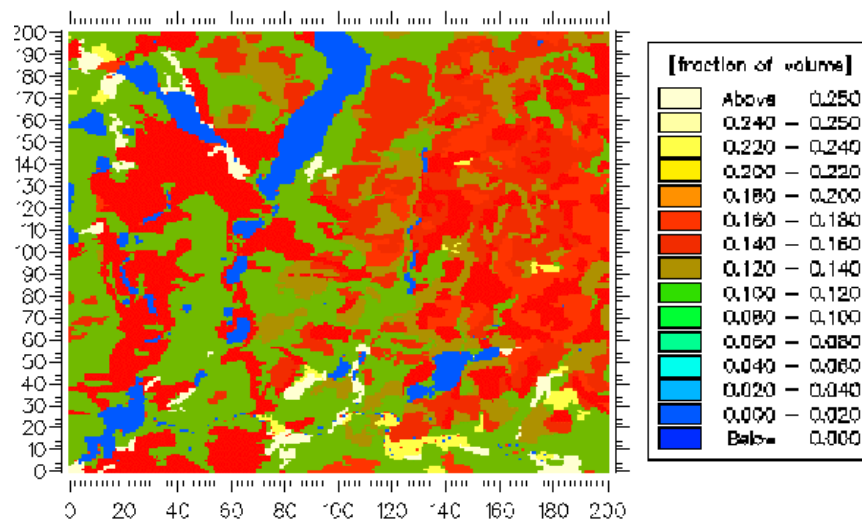 200
190
180
170
160
150
140
130
120
110
100
90
80
70
60
50
40
30
20
10
0
0 20 40 60 80 100 120 140 160 180 200
[fraction of volume]
Above 0.250
0.240 – 0.250
0.220 – 0.240
0.200 – 0.220
0.180 – 0.200
0.160 – 0.180
0.140 – 0.160
0.120 – 0.140
0.100 – 0.120
0.080 – 0.100
0.060 – 0.080
0.040 – 0.060
0.020 – 0.040
0.000 – 0.020
Below 0.000